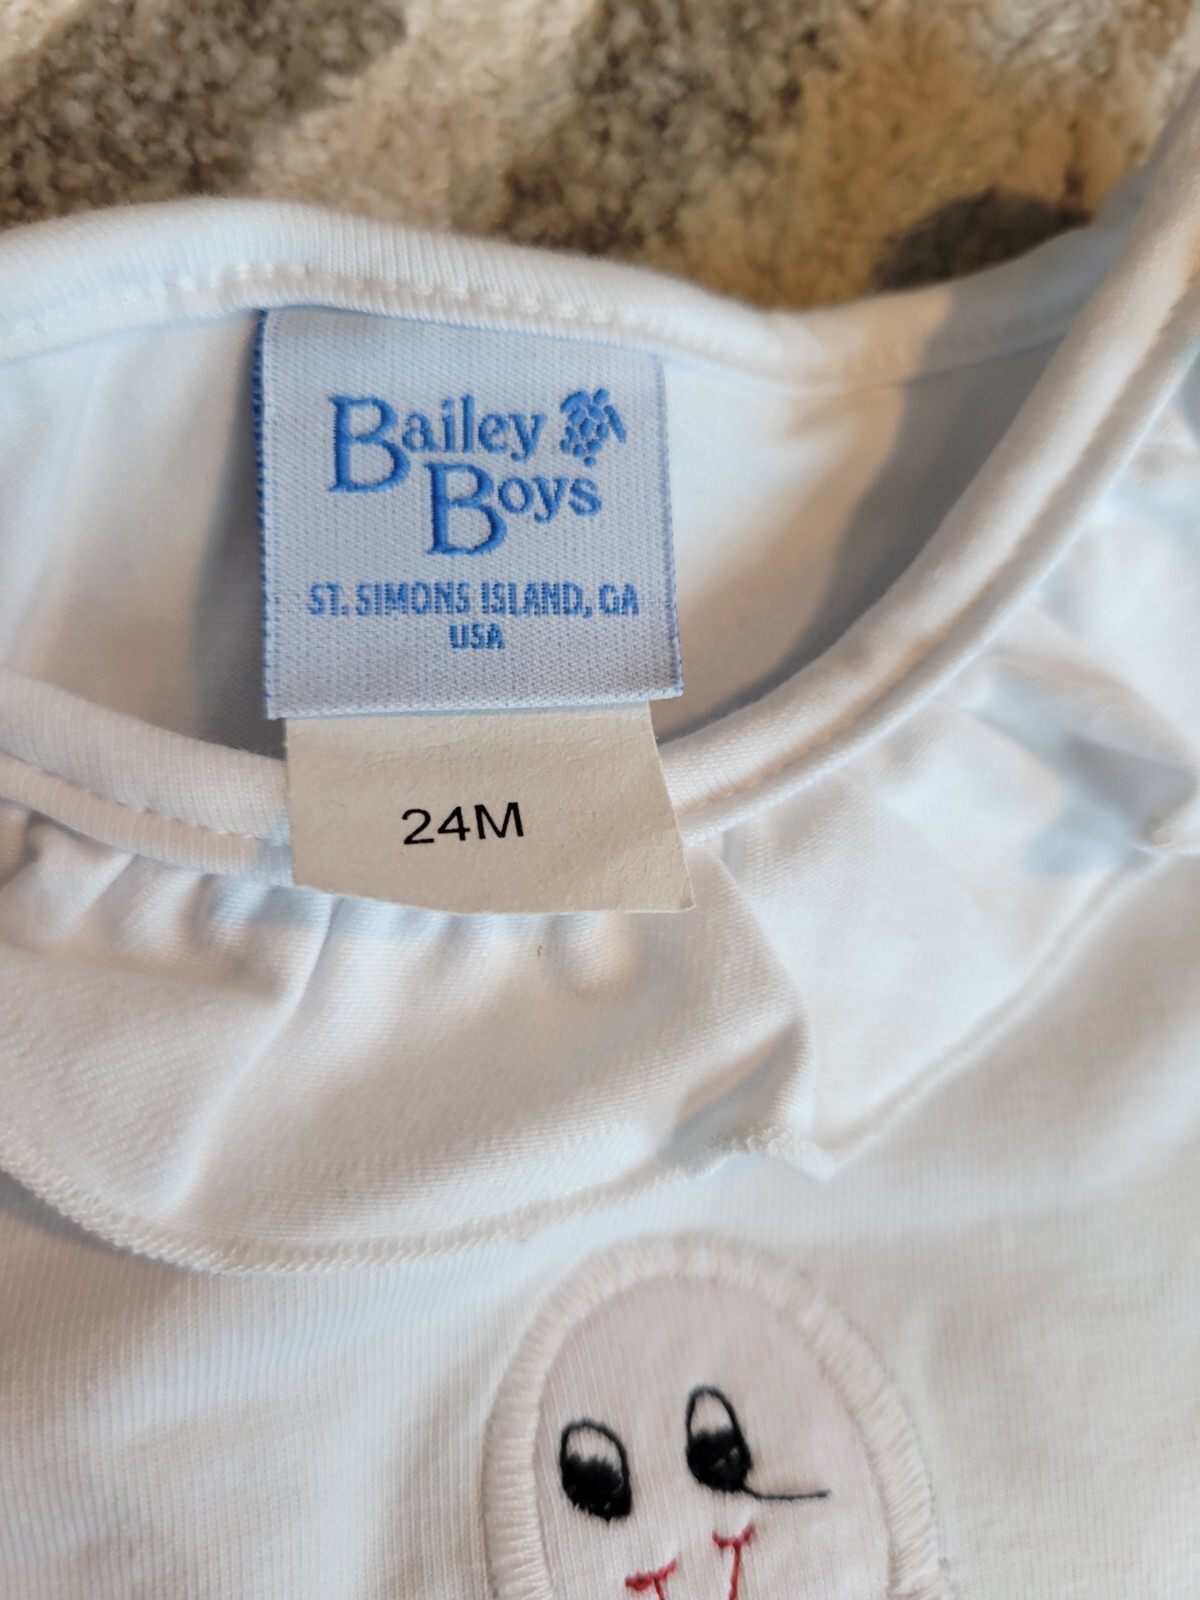 Bailey
Boys
ST. SIMONS ISLAND, GA
USA
24M